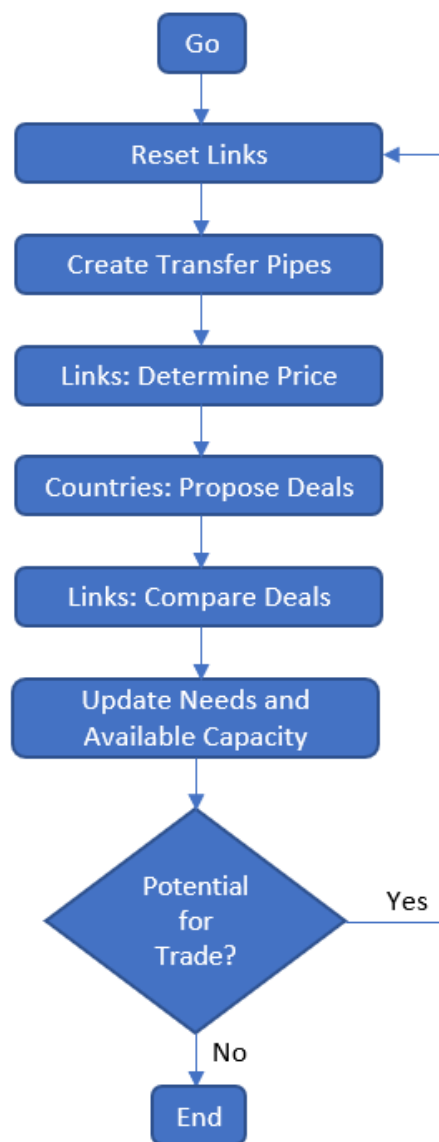 Go
Reset Links
Create Transfer Pipes
Links: Determine Price
Countries: Propose Deals
Links: Compare Deals
Update Needs and
Available Capacity
Potential
for
Trade?
Yes
No
End